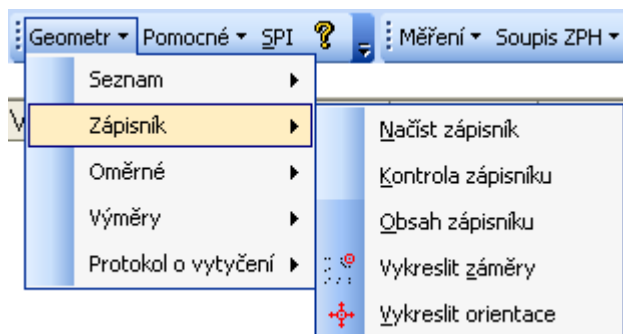 Geometr Pomocné SPI Měření Soupis ZPH
Seznam
V Zápisník Načíst zápisník
Oměrné Kontrola zápisníku
Výměry Obsah zápisníku
Protokol o vytyčení Vykreslit záměry
Vykreslit orientace